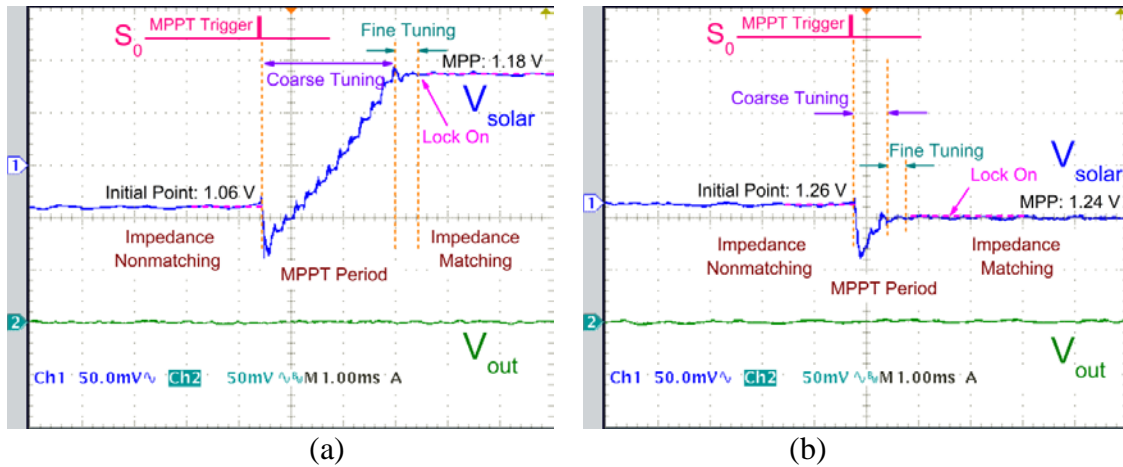 S0
MPPT Trigger
Fine Tuning
MPP: 1.18 V
Coarse Tuning
Vsolar
Lock On
1
Initial Point: 1.06 V
Impedance
Nonmatching
Impedance
Matching
MPPT Period
2
Vout
Ch1 50.0mV∿ Ch2 50mV ∿ᴮw M 1.00ms A
(a)
S0
MPPT Trigger
Coarse Tuning
Fine Tuning
Vsolar
Lock On
1
Initial Point: 1.26 V
MPP: 1.24 V
Impedance
Nonmatching
Impedance
Matching
MPPT Period
2
Vout
Ch1 50.0mV∿ Ch2 50mV ∿ᴮw M 1.00ms A
(b)